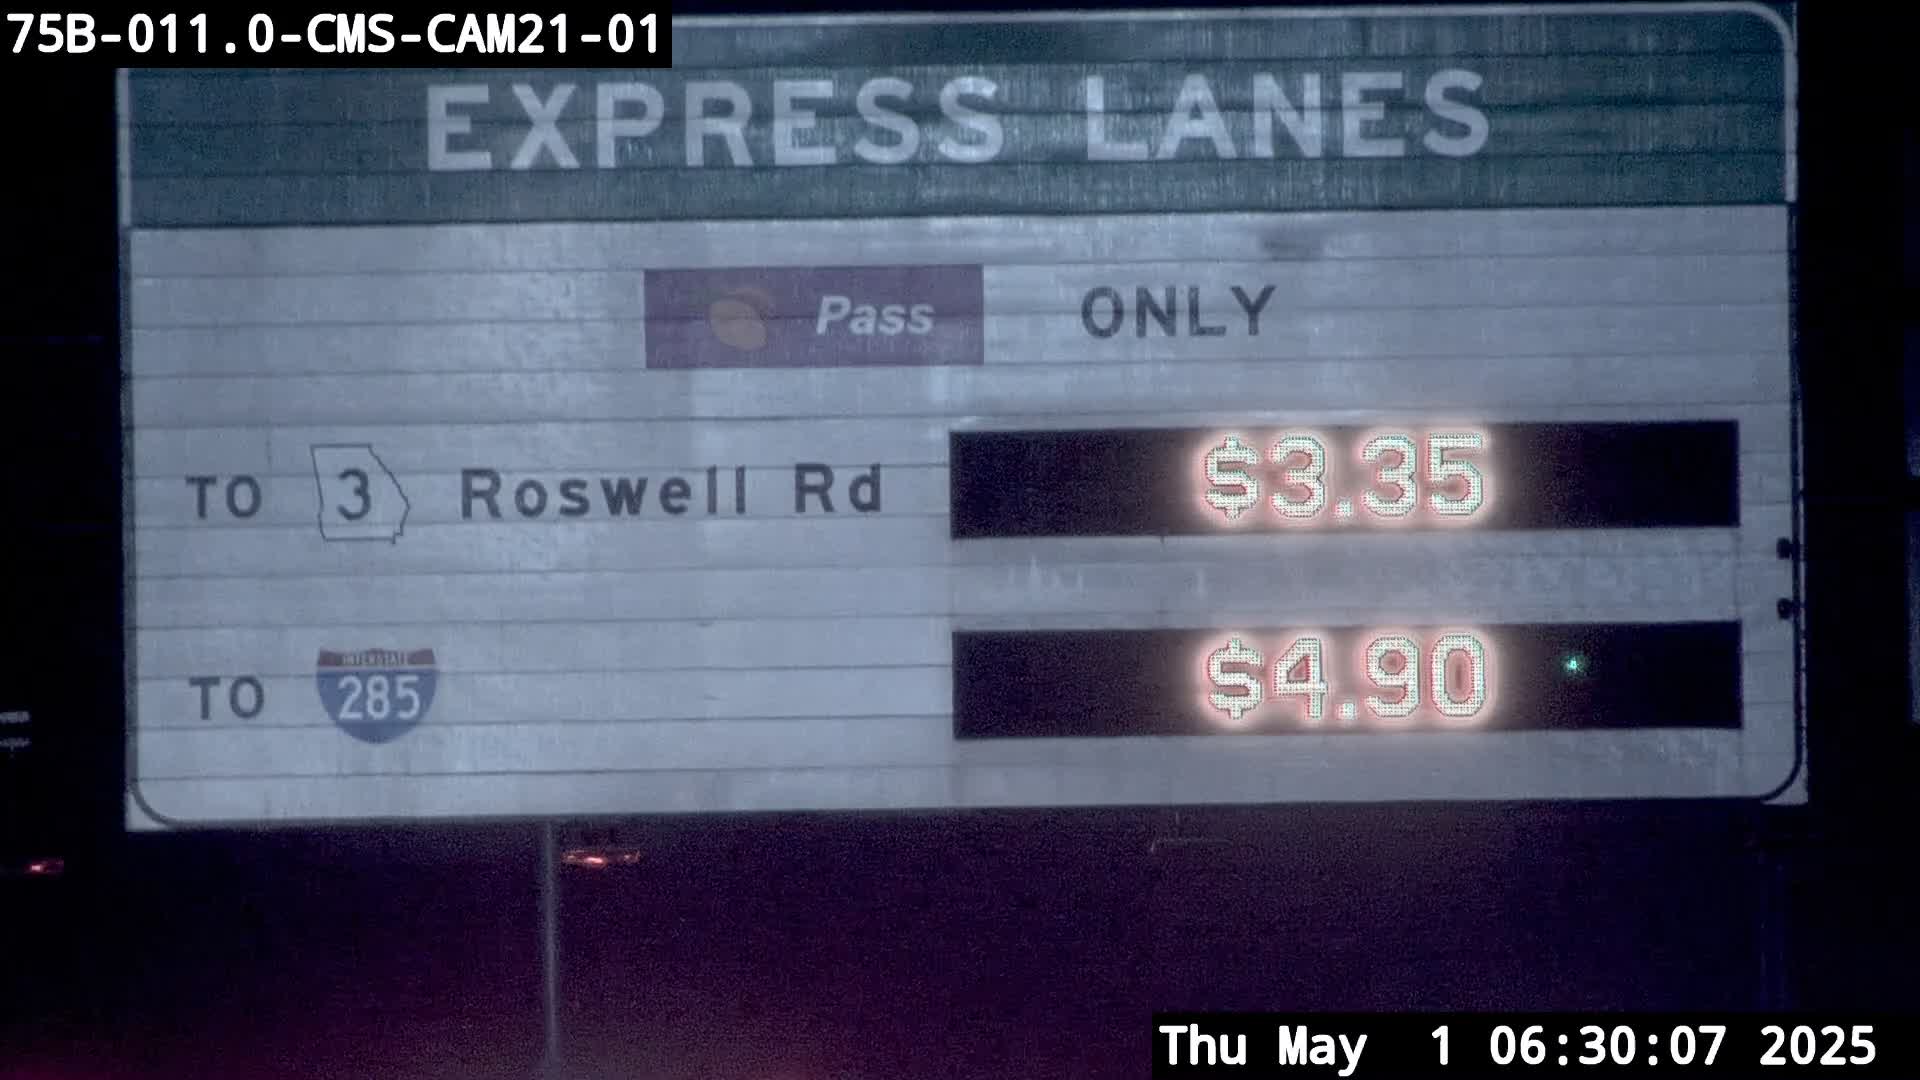 75B-011.0-CMS-CAM21-01
EXPRESS LANES
Pass ONLY
TO 3 Roswell Rd $3.35
TO INTERSTATE 285 $4.90
Thu May 1 06:30:07 2025